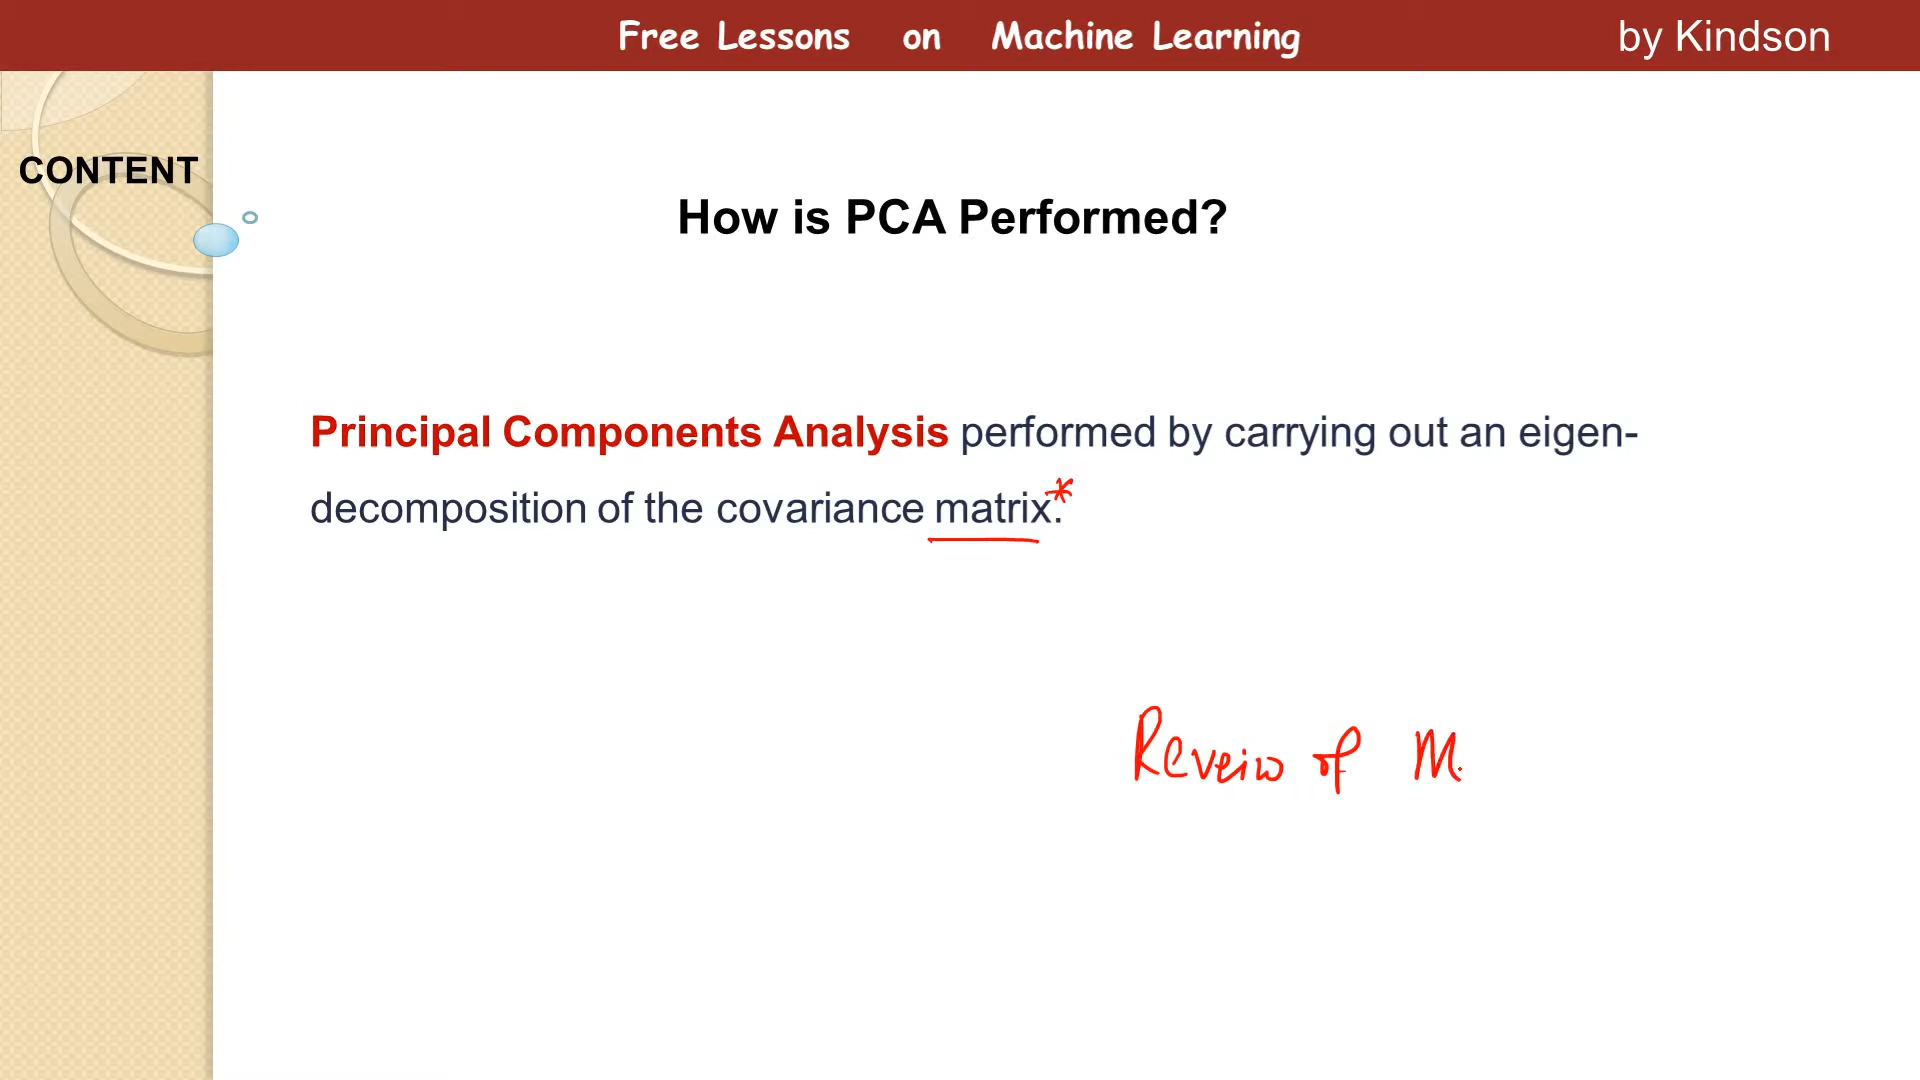 Free Lessons on Machine Learning
by Kindson
CONTENT
How is PCA Performed?
Principal Components Analysis performed by carrying out an eigen-
decomposition of the covariance matrix.*
Reveiw of M